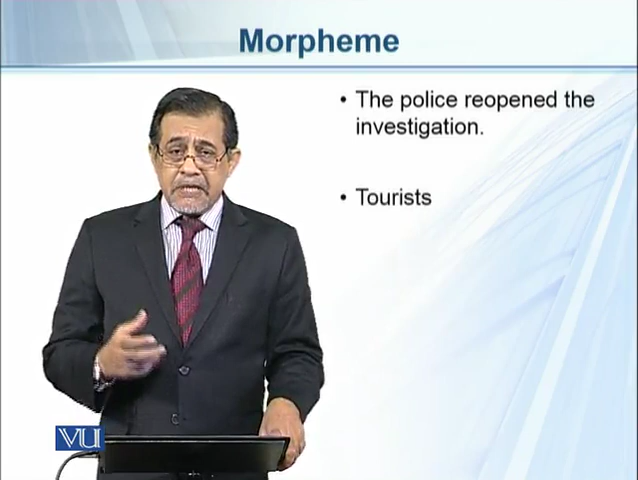 Morpheme
• The police reopened the
investigation.
• Tourists
VU